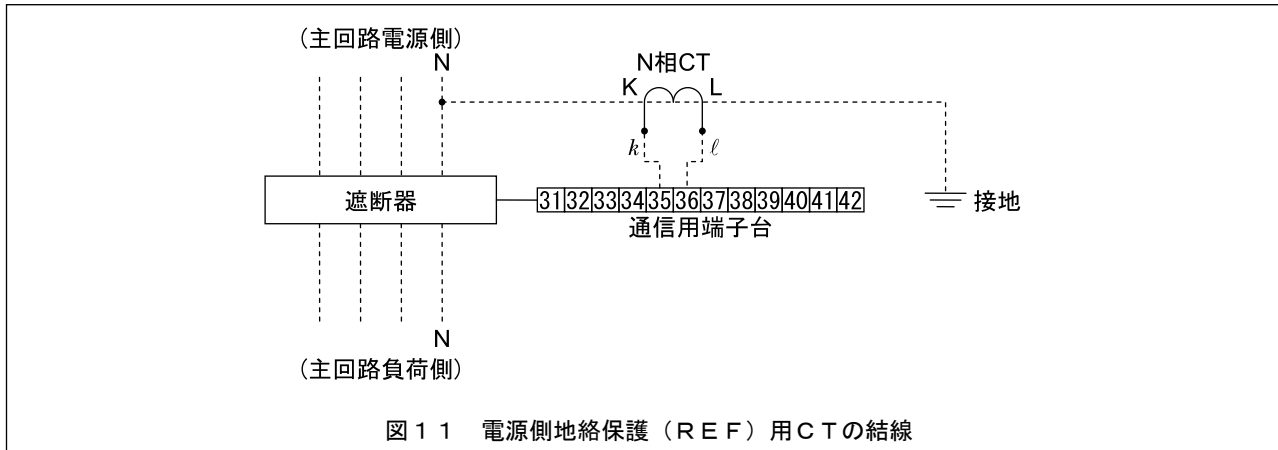 (主回路電源側)
N
N相CT
K
L
k
ℓ
遮断器
31 32 33 34 35 36 37 38 39 40 41 42
通信用端子台
接地
N
(主回路負荷側)
図11 電源側地絡保護(REF)用CTの結線